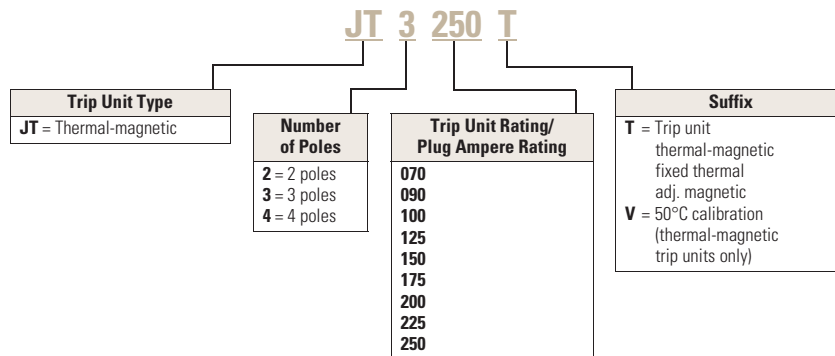 JT 3 250 T
Trip Unit Type
JT = Thermal-magnetic
Number
of Poles
2 = 2 poles
3 = 3 poles
4 = 4 poles
Trip Unit Rating/
Plug Ampere Rating
070
090
100
125
150
175
200
225
250
Suffix
T = Trip unit
thermal-magnetic
fixed thermal
adj. magnetic
V = 50°C calibration
(thermal-magnetic
trip units only)